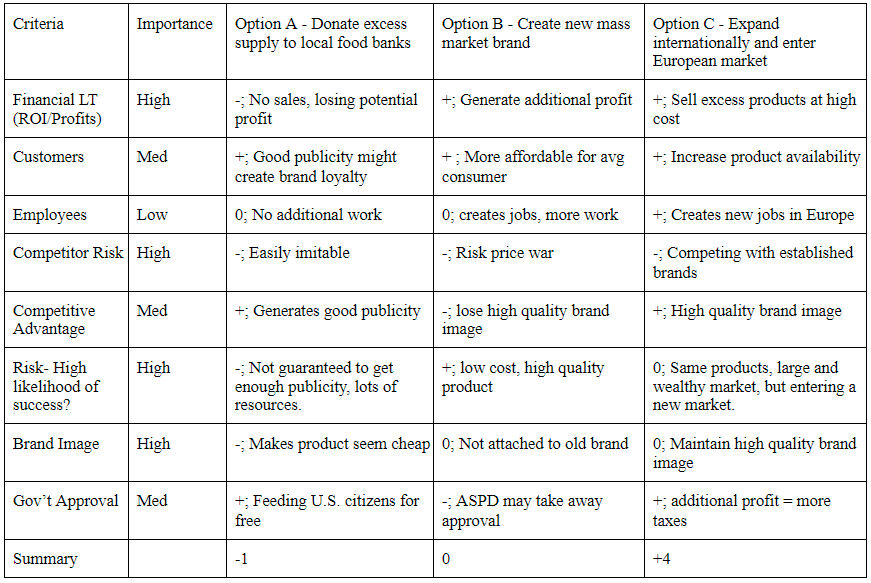 Criteria
Importance
Option A - Donate excess
supply to local food banks
Option B - Create new mass
market brand
Option C - Expand
internationally and enter
European market
Financial LT
(ROI/Profits)
High
-; No sales, losing potential
profit
+; Generate additional profit
+; Sell excess products at high
cost
Customers
Med
+; Good publicity might
create brand loyalty
+ ; More affordable for avg
consumer
+; Increase product availability
Employees
Low
0; No additional work
0; creates jobs, more work
+; Creates new jobs in Europe
Competitor Risk
High
-; Easily imitable
-; Risk price war
-; Competing with established
brands
Competitive
Advantage
Med
+; Generates good publicity
-; lose high quality brand
image
+; High quality brand image
Risk- High
likelihood of
success?
High
-; Not guaranteed to get
enough publicity, lots of
resources.
+; low cost, high quality
product
0; Same products, large and
wealthy market, but entering a
new market.
Brand Image
High
-; Makes product seem cheap
0; Not attached to old brand
0; Maintain high quality brand
image
Gov’t Approval
Med
+; Feeding U.S. citizens for
free
-; ASPD may take away
approval
+; additional profit = more
taxes
Summary
-1
0
+4